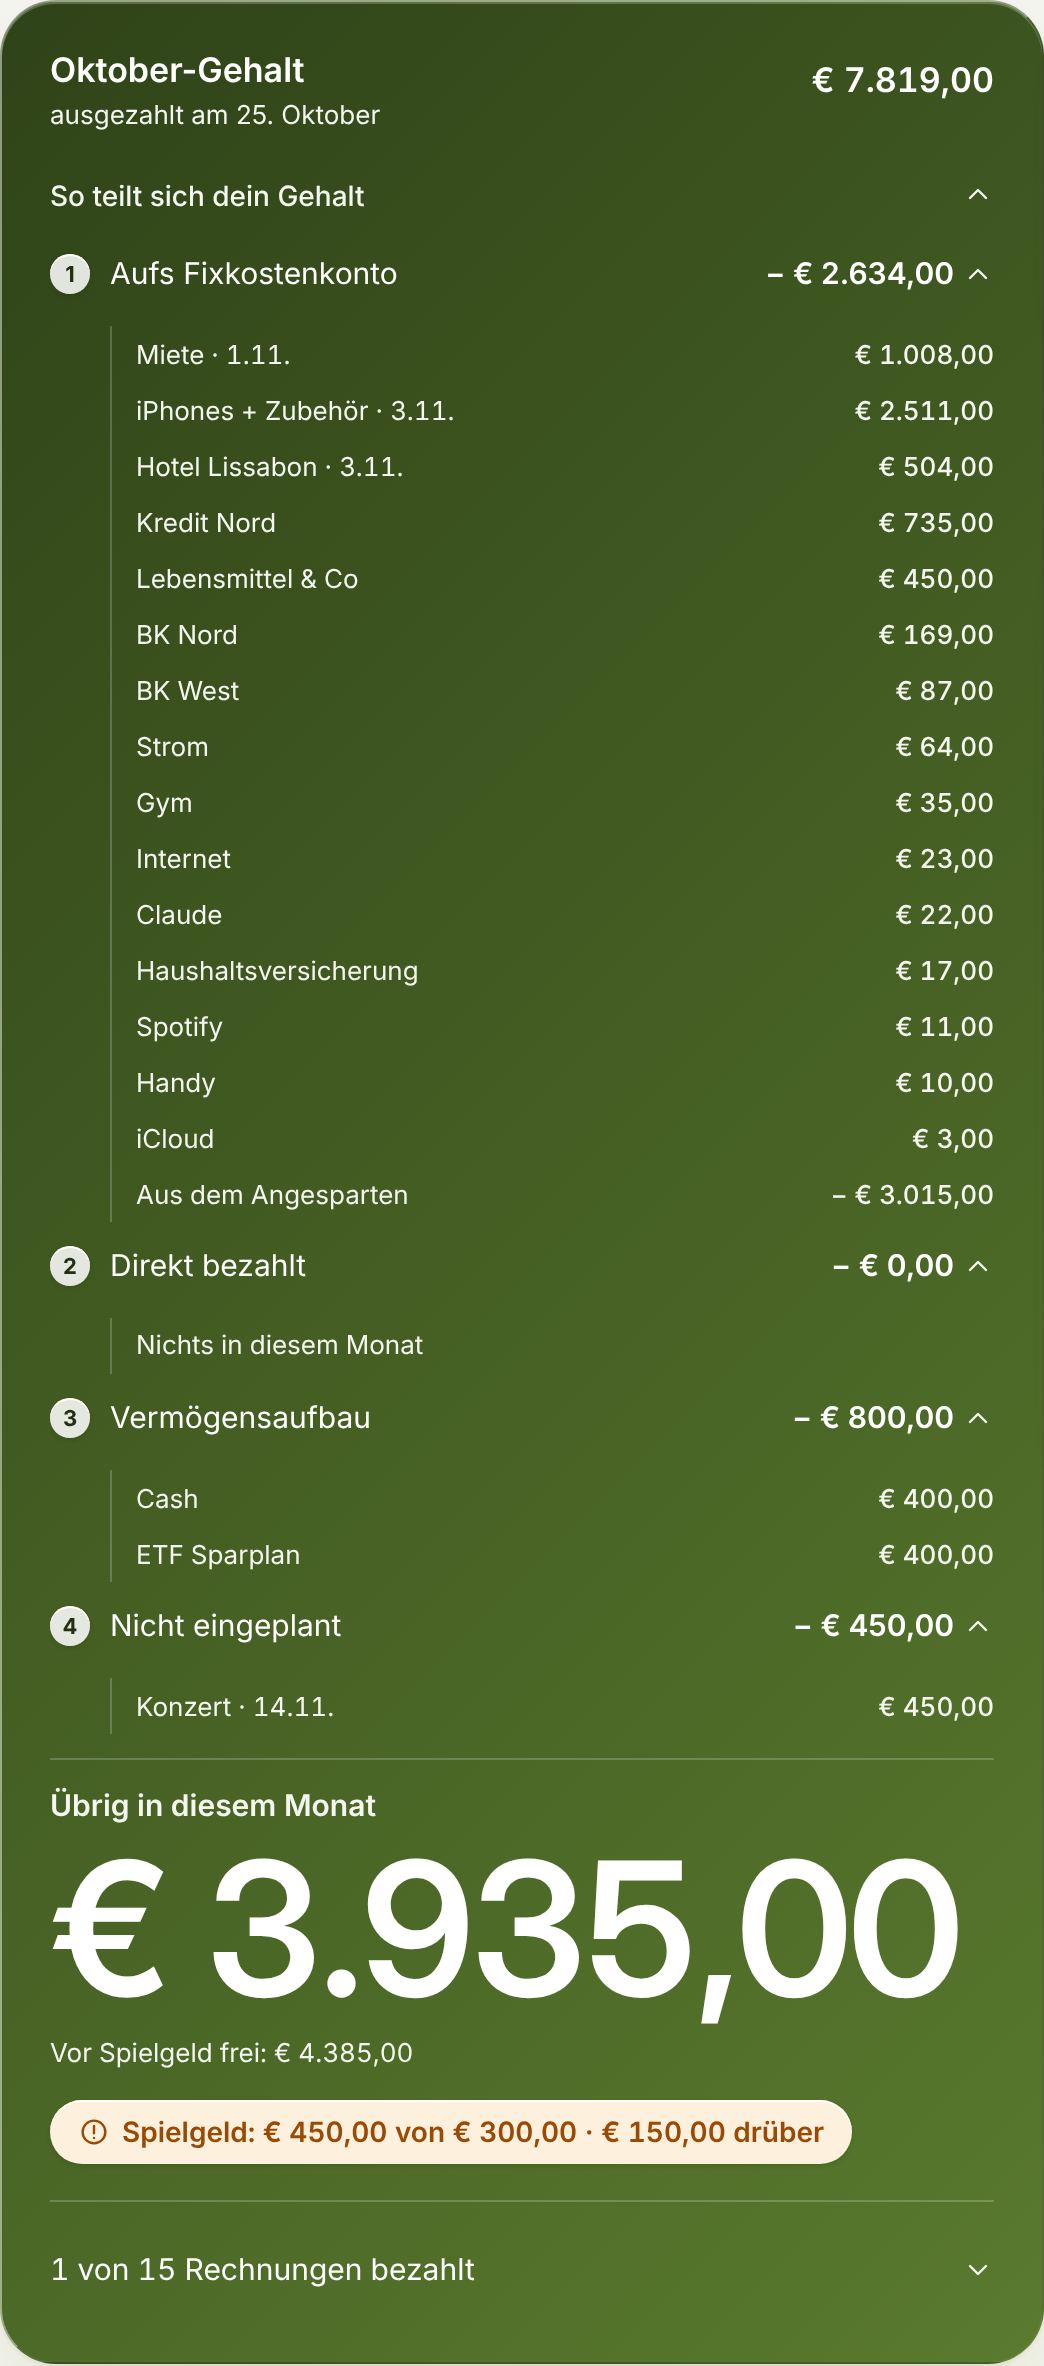 Oktober-Gehalt
€ 7.819,00
ausgezahlt am 25. Oktober
So teilt sich dein Gehalt
1 Aufs Fixkostenkonto – € 2.634,00
Miete · 1.11. € 1.008,00
iPhones + Zubehör · 3.11. € 2.511,00
Hotel Lissabon · 3.11. € 504,00
Kredit Nord € 735,00
Lebensmittel & Co € 450,00
BK Nord € 169,00
BK West € 87,00
Strom € 64,00
Gym € 35,00
Internet € 23,00
Claude € 22,00
Haushaltsversicherung € 17,00
Spotify € 11,00
Handy € 10,00
iCloud € 3,00
Aus dem Angesparten – € 3.015,00
2 Direkt bezahlt – € 0,00
Nichts in diesem Monat
3 Vermögensaufbau – € 800,00
Cash € 400,00
ETF Sparplan € 400,00
4 Nicht eingeplant – € 450,00
Konzert · 14.11. € 450,00
Übrig in diesem Monat
€ 3.935,00
Vor Spielgeld frei: € 4.385,00
Spielgeld: € 450,00 von € 300,00 · € 150,00 drüber
1 von 15 Rechnungen bezahlt